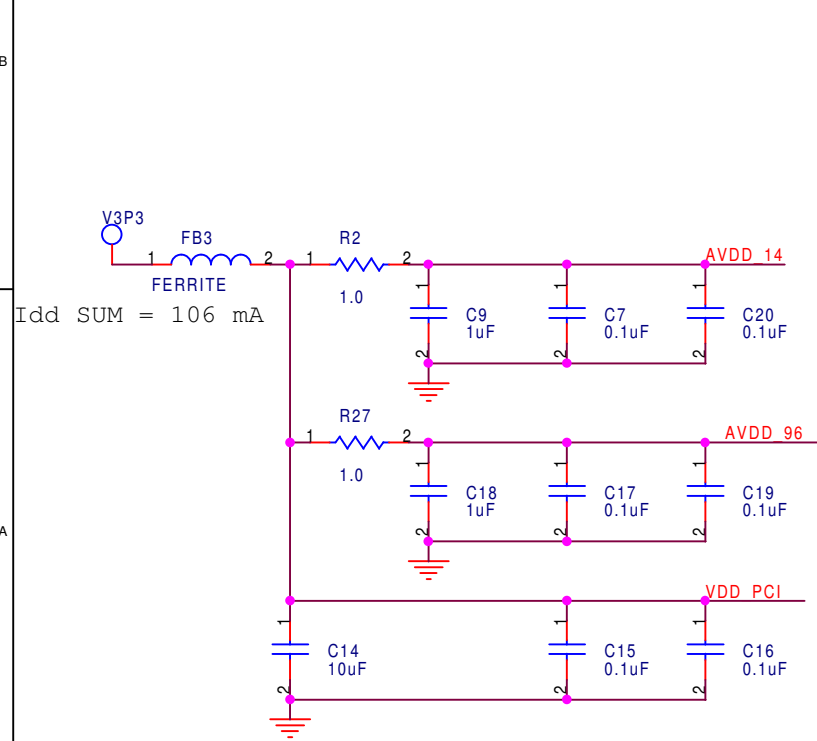 B
V3P3
FB3
1 2
FERRITE
R2
1 2
1.0
AVDD_14
Idd SUM = 106 mA
1
C9
1uF
2
1
C7
0.1uF
2
1
C20
0.1uF
2
R27
1 2
1.0
AVDD_96
1
C18
1uF
2
1
C17
0.1uF
2
1
C19
0.1uF
2
A
VDD_PCI
1
C14
10uF
2
1
C15
0.1uF
2
1
C16
0.1uF
2